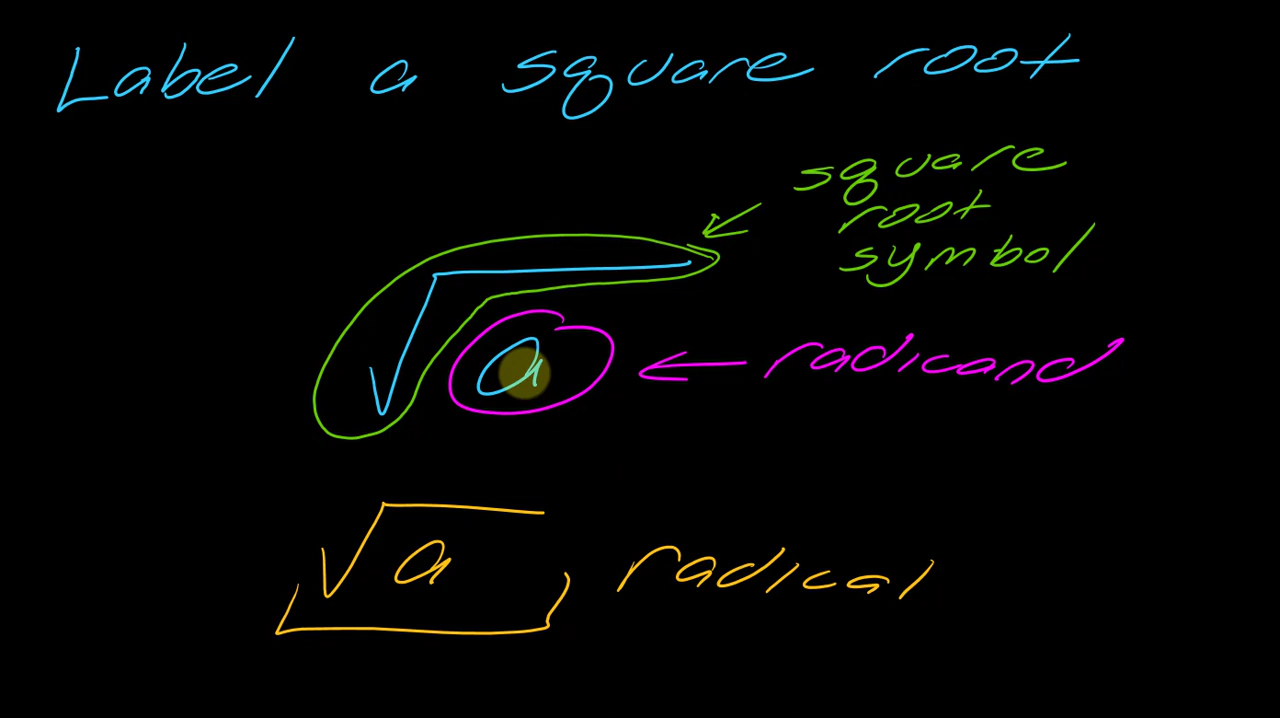 Label a square root
square
root
symbol
√a
← radicand
√a radical